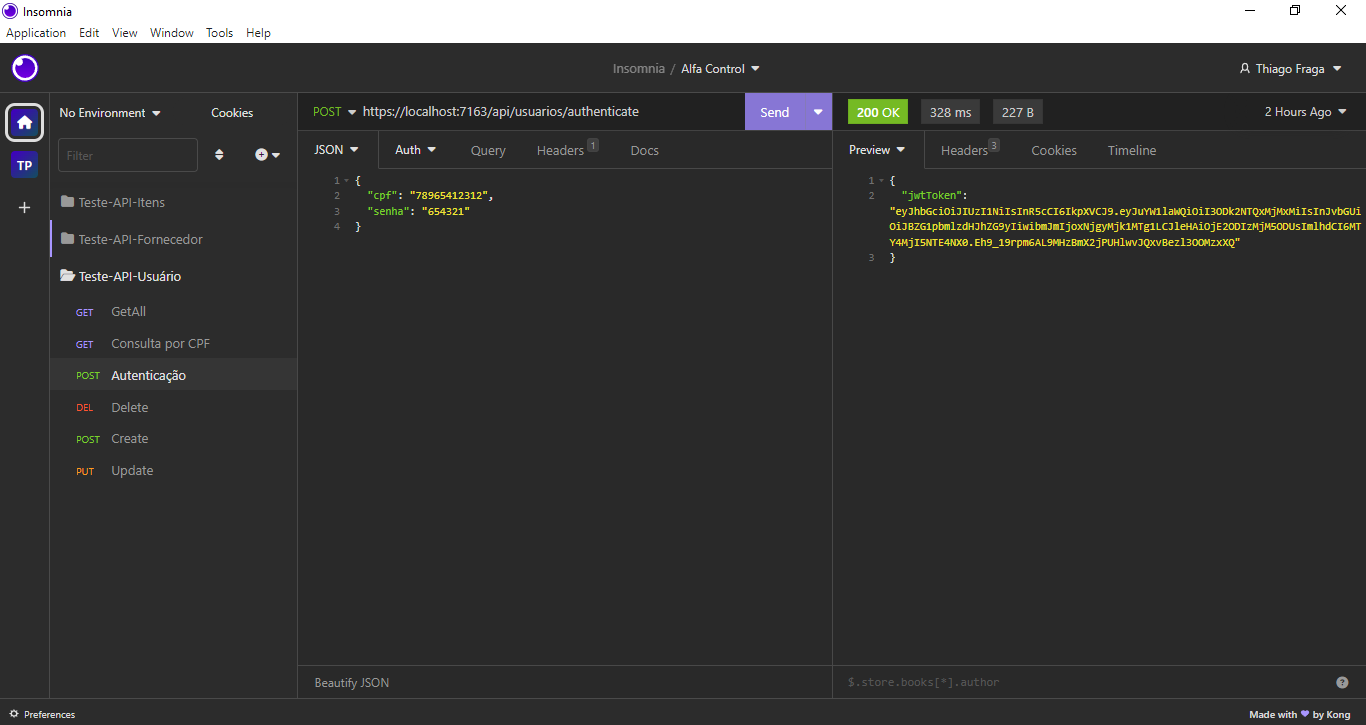 Insomnia
Application Edit View Window Tools Help
Insomnia / Alfa Control
Thiago Fraga
No Environment
Cookies
POST https://localhost:7163/api/usuarios/authenticate
Send
200 OK
328 ms
227 B
2 Hours Ago
TP
Filter
Teste-API-Itens
Teste-API-Fornecedor
Teste-API-Usuário
GET GetAll
GET Consulta por CPF
POST Autenticação
DEL Delete
POST Create
PUT Update
JSON Auth Query Headers 1 Docs
1 {
2 "cpf": "78965412312",
3 "senha": "654321"
4 }
Beautify JSON
Preview Headers 3 Cookies Timeline
1 {
2 "jwtToken":
"eyJhbGciOiJIUzI1NiIsInR5cCI6IkpXVCJ9.eyJuYW1laWQiOiI3ODk2NTQxMjMxMiIsInJvbGUi
OiJBZG1pbmlzdHJhZG9yIiwibmJmIjoxNjgyMjk1MTg1LCJleHAiOjE2ODIzMjM5ODUsImlhdCI6MT
Y4MjI5NTE4NX0.Eh9_19rpm6AL9MHzBmX2jPUHlwvJQxvBezl3OOMzxXQ"
3 }
$.store.books[*].author
Preferences
Made with ♥ by Kong